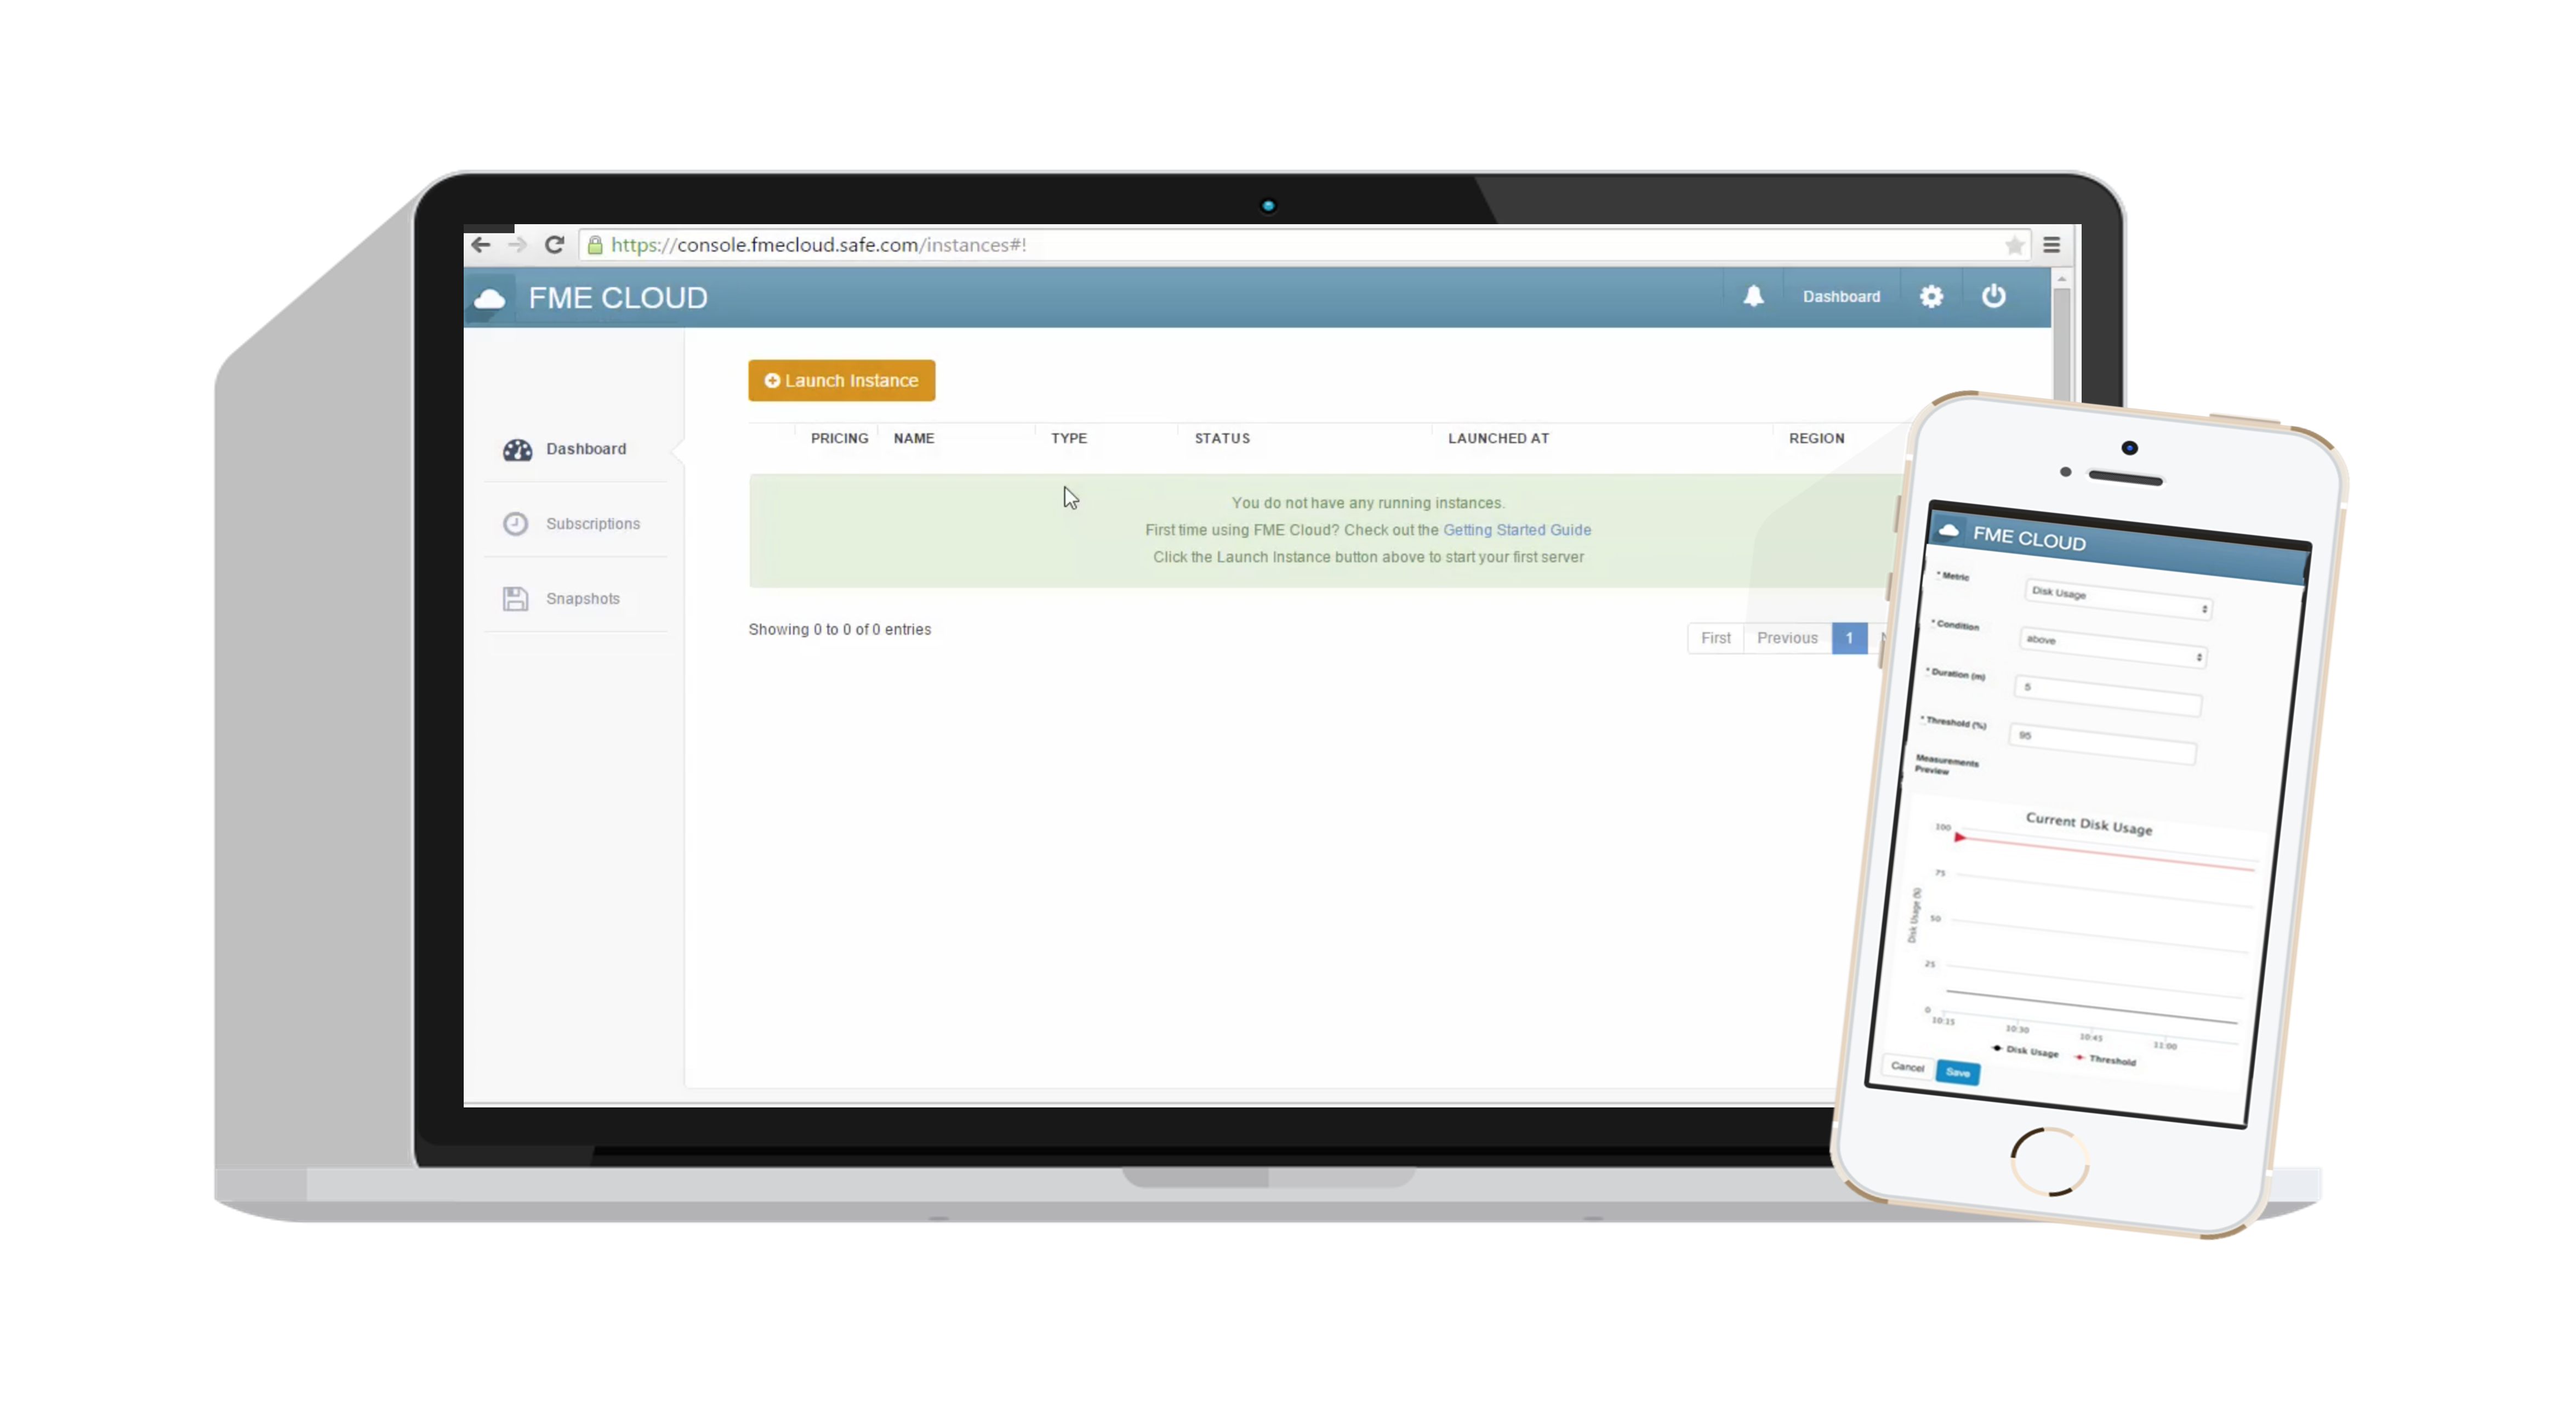 https://console.fmecloud.safe.com/instances#!
FME CLOUD
Dashboard
Launch Instance
PRICING NAME TYPE STATUS LAUNCHED AT REGION
Dashboard
Subscriptions
Snapshots
You do not have any running instances.
First time using FME Cloud? Check out the Getting Started Guide
Click the Launch Instance button above to start your first server
Showing 0 to 0 of 0 entries
First Previous 1
FME CLOUD
* Metric Disk Usage
* Condition above
* Duration (m) 5
* Threshold (%) 95
Measurements
Preview
Current Disk Usage
100
75
50
25
0
Disk Usage (%)
10:15 10:30 10:45 11:00
Disk Usage Threshold
Cancel Save